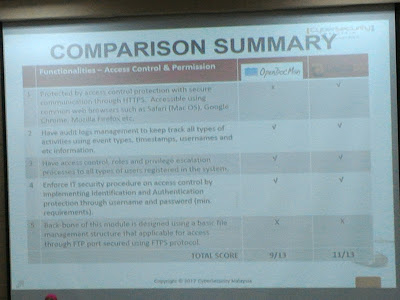 CyberSecurity
COMPARISON SUMMARY
Functionalities – Access Control & Permission OpenDocMan
1 Protected by access control protection with secure x √
communication through HTTPS. Accessible using
common web browsers such as Safari (Mac OS), Google
Chrome, Mozilla Firefox etc.
2 Have audit logs management to keep track all types of √ √
activities using event types, timestamps, usernames and
etc information.
3 Have access control, roles and privilege escalation √ √
processes to all types of users registered in the system.
4 Enforce IT security procedure on access control by √ √
implementing Identification and Authentication
protection through username and password (min.
requirements).
5 Back bone of this module is designed using a basic file X X
management structure that applicable for access
through FTP port secured using FTPS protocol.
TOTAL SCORE 9/13 11/13
Copyright © 2013 CyberSecurity Malaysia